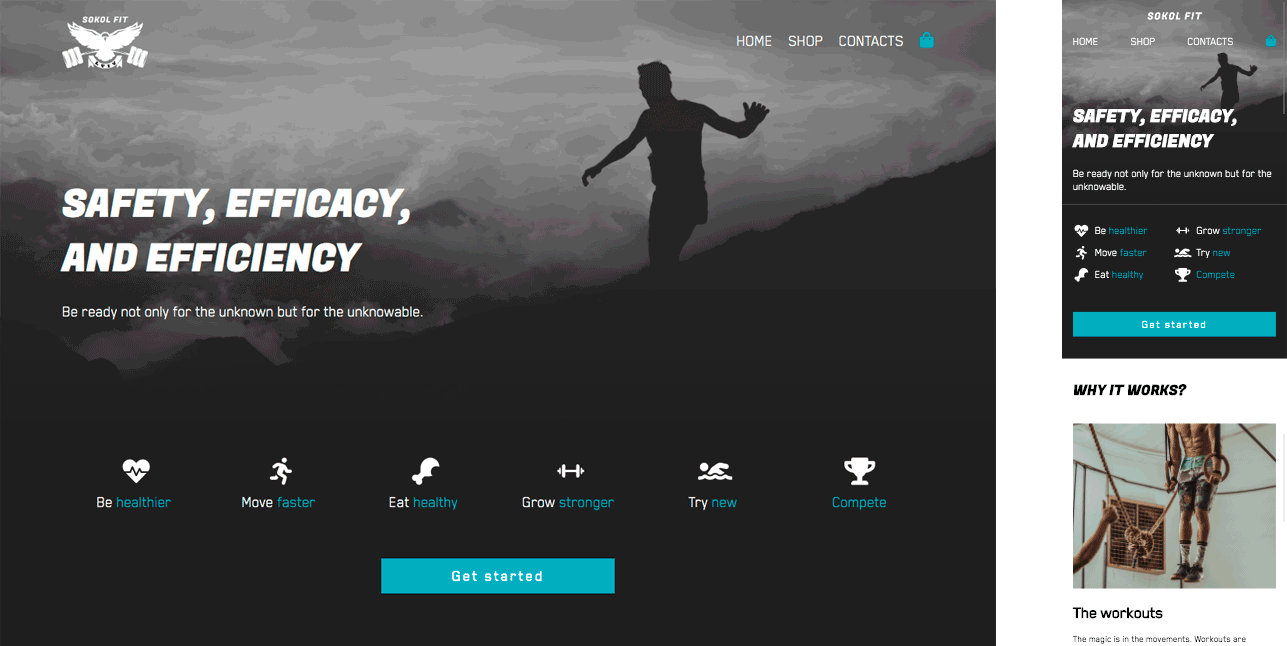 SOKOL FIT
HOME SHOP CONTACTS
SAFETY, EFFICACY,
AND EFFICIENCY
Be ready not only for the unknown but for the unknowable.
Be healthier
Move faster
Eat healthy
Grow stronger
Try new
Compete
Get started
SOKOL FIT
HOME SHOP CONTACTS
SAFETY, EFFICACY,
AND EFFICIENCY
Be ready not only for the unknown but for the
unknowable.
Be healthier Grow stronger
Move faster Try new
Eat healthy Compete
Get started
WHY IT WORKS?
The workouts
The magic is in the movements. Workouts are